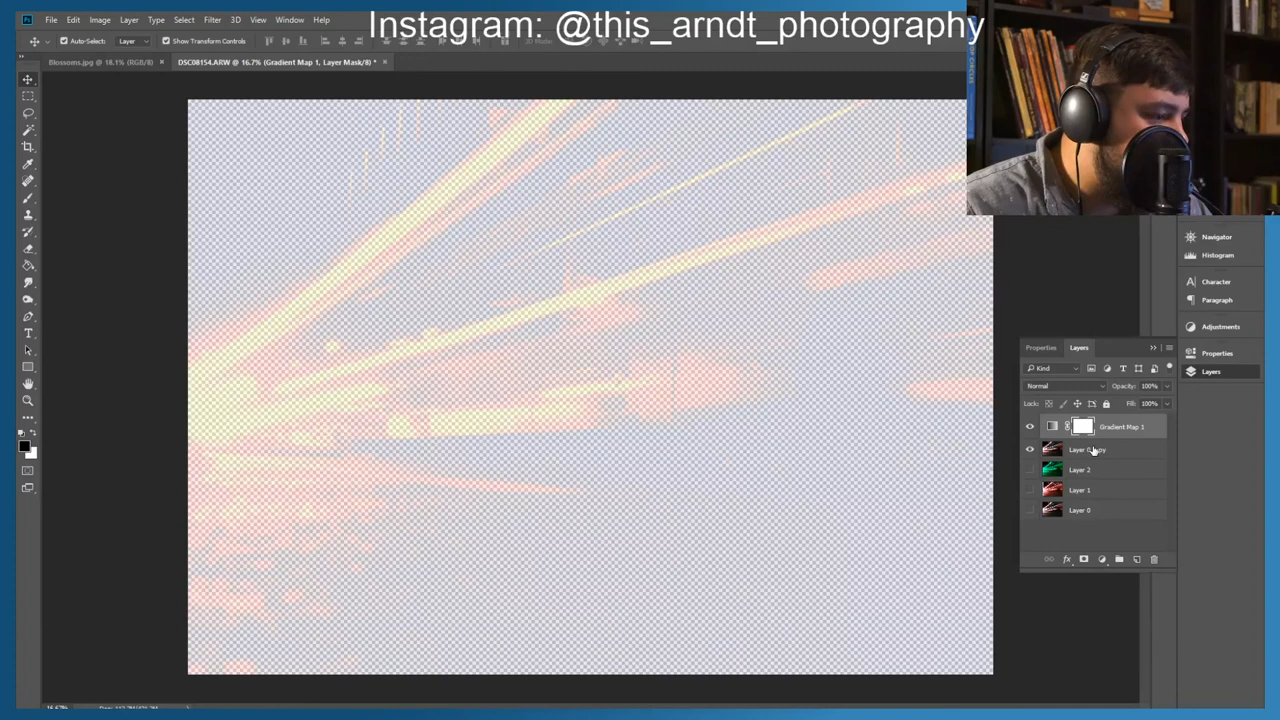 Ps File Edit Image Layer Type Select Filter 3D View Window Help
Instagram: @this_arndt_photography
Auto-Select: Layer Show Transform Controls
Blossoms.jpg @ 18.1% (RGB/8) × DSC08154.ARW @ 16.7% (Gradient Map 1, Layer Mask/8) * ×
Navigator
Histogram
Character
Paragraph
Adjustments
Properties
Layers
Properties Layers
Kind
Normal Opacity: 100%
Lock: Fill: 100%
Gradient Map 1
Layer 2
Layer 1
Layer 0